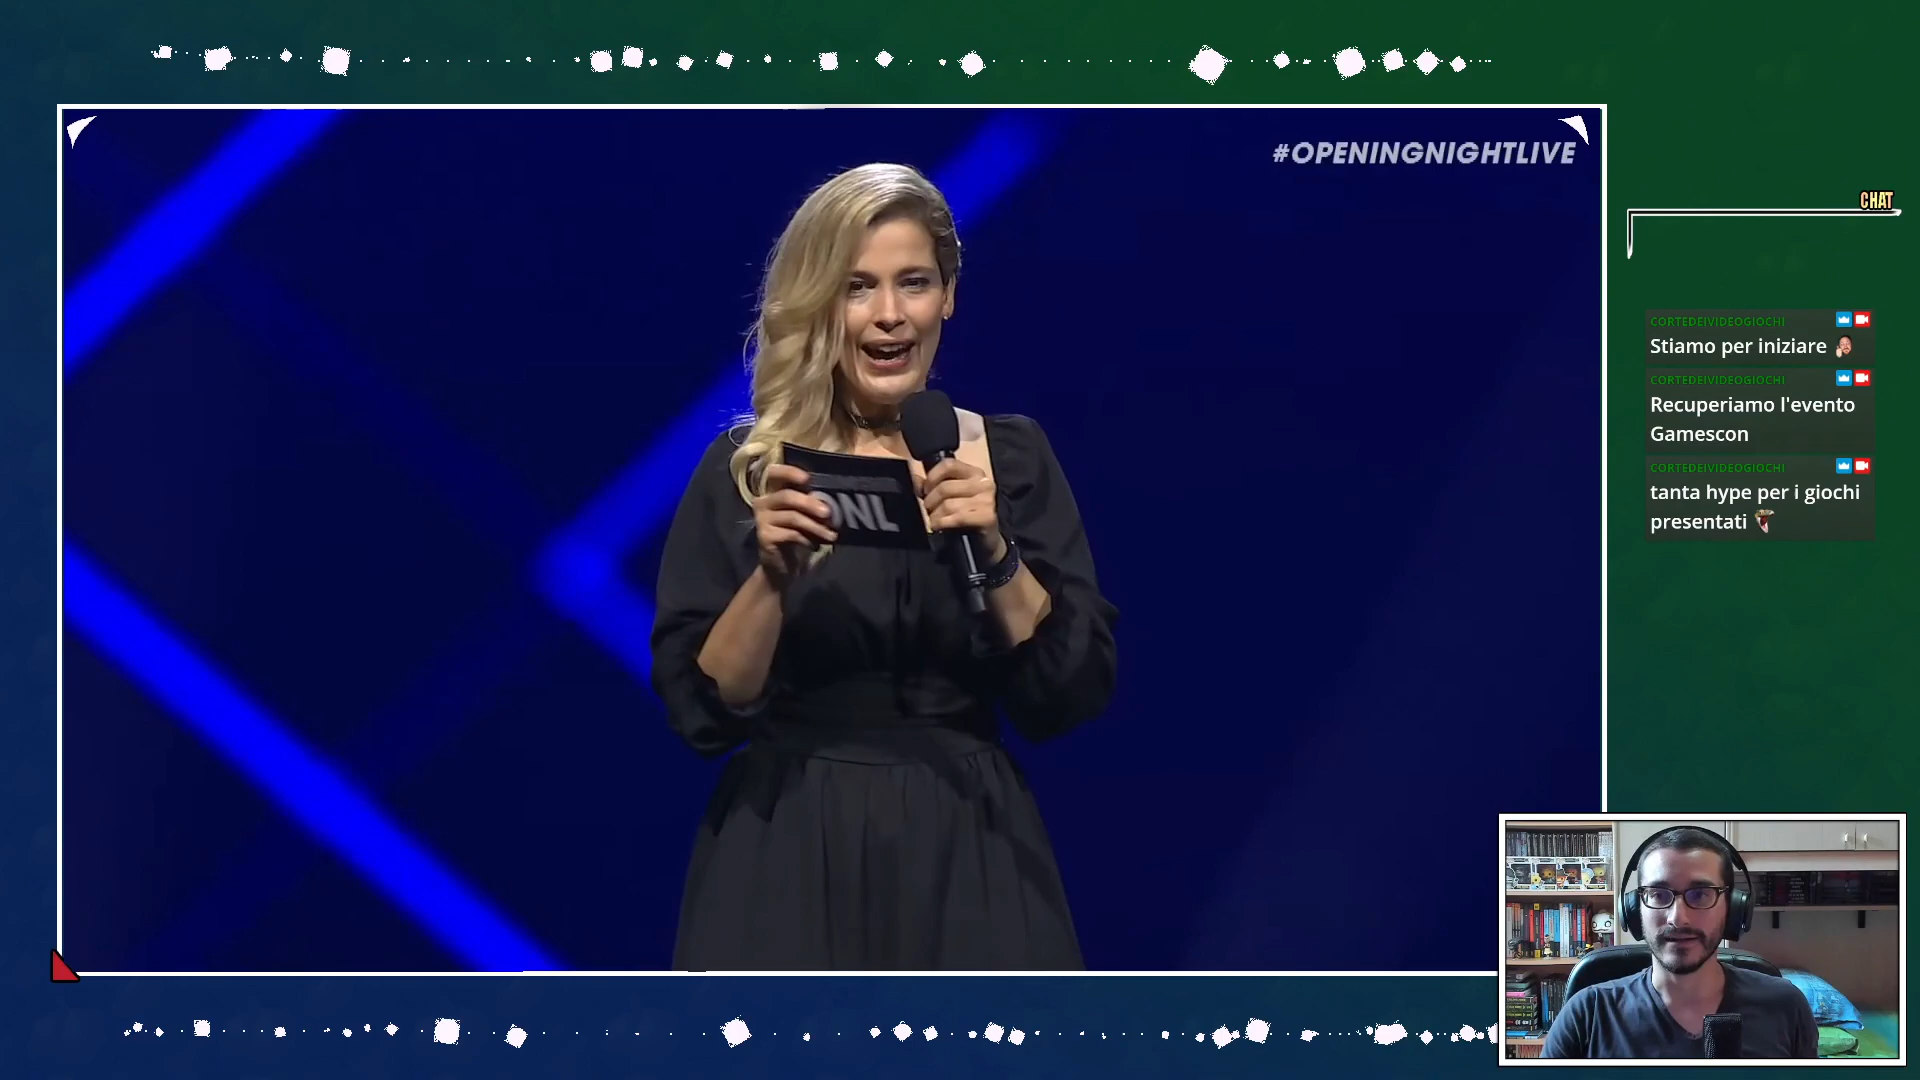 #OPENINGNIGHTLIVE
ONL
CHAT
CORTEDEIVIDEOGIOCHI
Stiamo per iniziare
CORTEDEIVIDEOGIOCHI
Recuperiamo l'evento
Gamescon
CORTEDEIVIDEOGIOCHI
tanta hype per i giochi
presentati